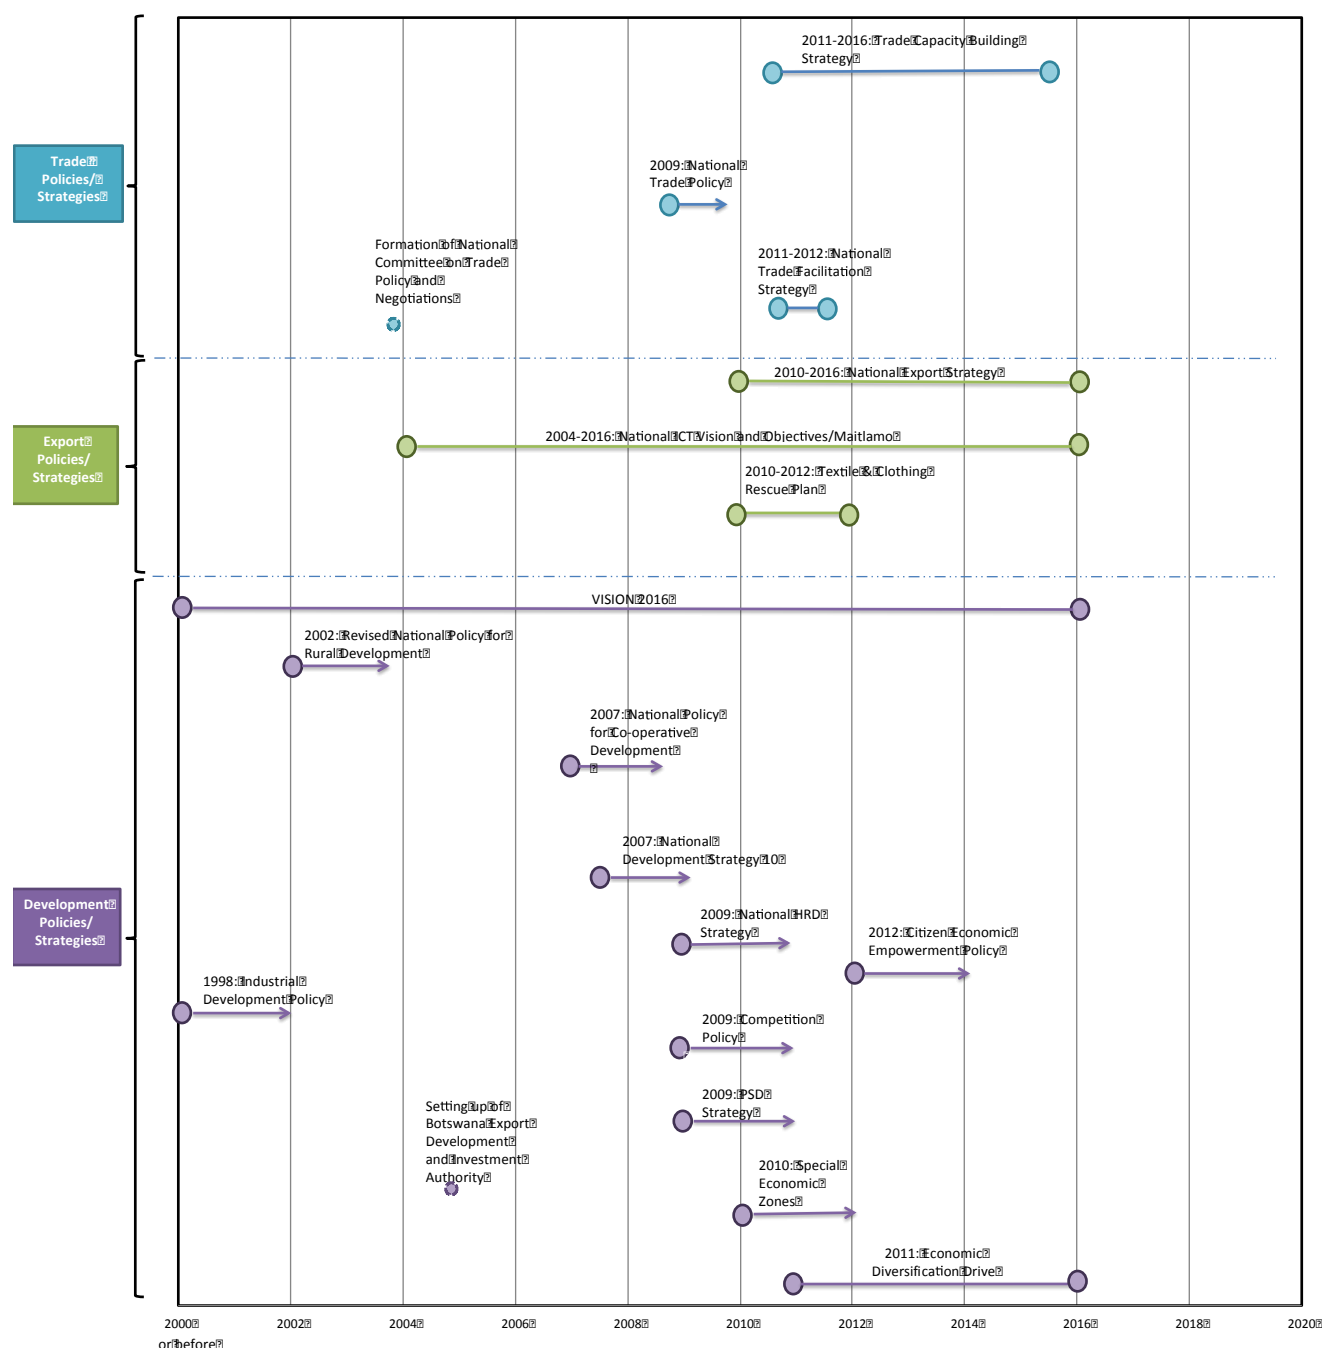 2011-2016: Trade Capacity Building
Strategy
Trade
Policies/
Strategies
2009: National
Trade Policy
Formation of National
Committee on Trade
Policy and
Negotiations
2011-2012: National
Trade Facilitation
Strategy
2010-2016: National Export Strategy
Export
Policies/
Strategies
2004-2016: National ICT Vision and Objectives/Maitlamo
2010-2012: Textile & Clothing
Rescue Plan
VISION 2016
2002: Revised National Policy for
Rural Development
2007: National Policy
for Co-operative
Development
2007: National
Development Strategy 10
Development
Policies/
Strategies
2009: National HRD
Strategy
2012: Citizen Economic
Empowerment Policy
1998: Industrial
Development Policy
2009: Competition
Policy
2009: PSD
Strategy
Setting up of
Botswana Export
Development
and Investment
Authority
2010: Special
Economic
Zones
2011: Economic
Diversification Drive
2000
or before
2002
2004
2006
2008
2010
2012
2014
2016
2018
2020